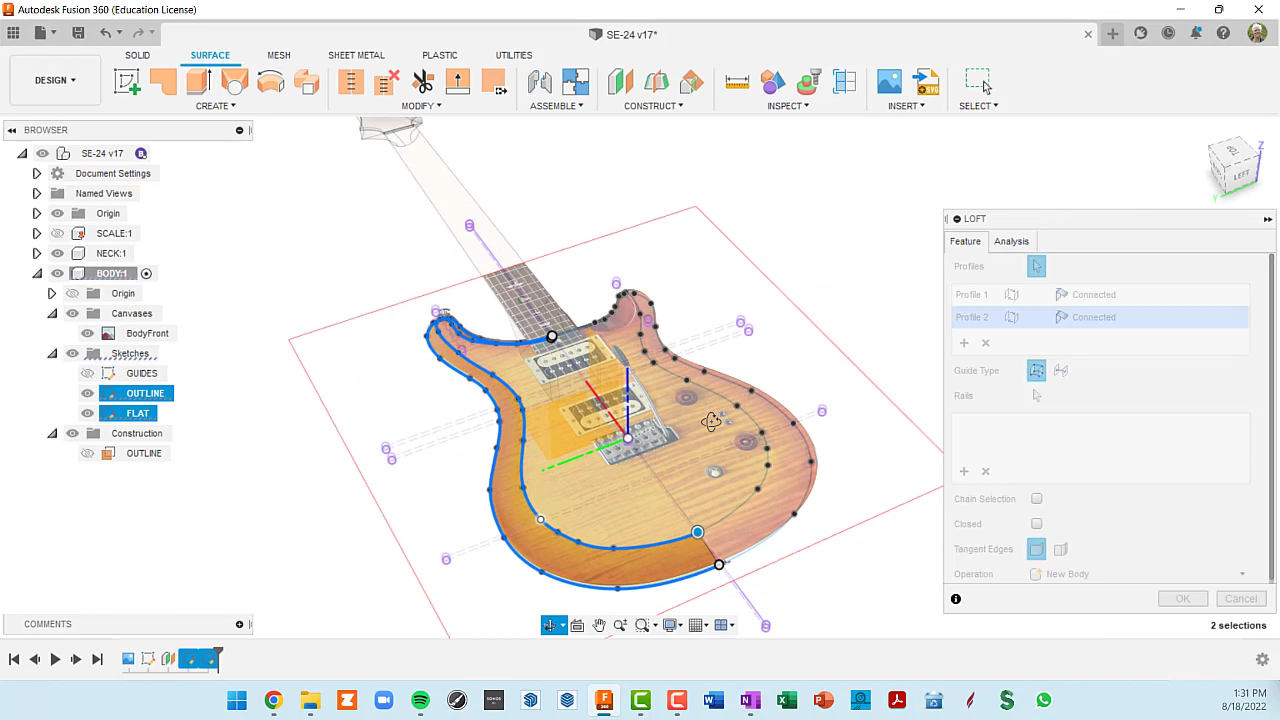 Autodesk Fusion 360 (Education License)
SE-24 v17*
SOLID SURFACE MESH SHEET METAL PLASTIC UTILITIES
DESIGN
CREATE MODIFY ASSEMBLE CONSTRUCT INSPECT INSERT SELECT
BROWSER
SE-24 v17
Document Settings
Named Views
Origin
SCALE:1
NECK:1
BODY:1
Origin
Canvases
BodyFront
Sketches
GUIDES
OUTLINE
FLAT
Construction
OUTLINE
COMMENTS
LEFT
Z
Y
LOFT
Feature Analysis
Profiles
Profile 1 Connected
Profile 2 Connected
Guide Type
Rails
Chain Selection
Closed
Tangent Edges
Operation New Body
OK Cancel
2 selections
1:31 PM
8/18/2022